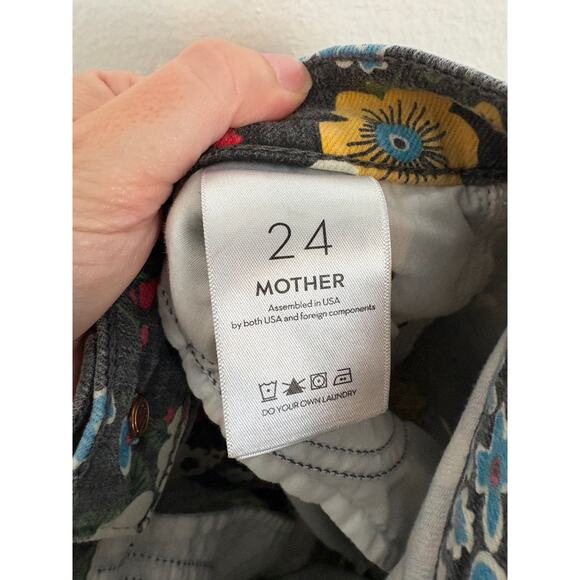 24
MOTHER
Assembled in USA
by both USA and foreign components
DO YOUR OWN LAUNDRY